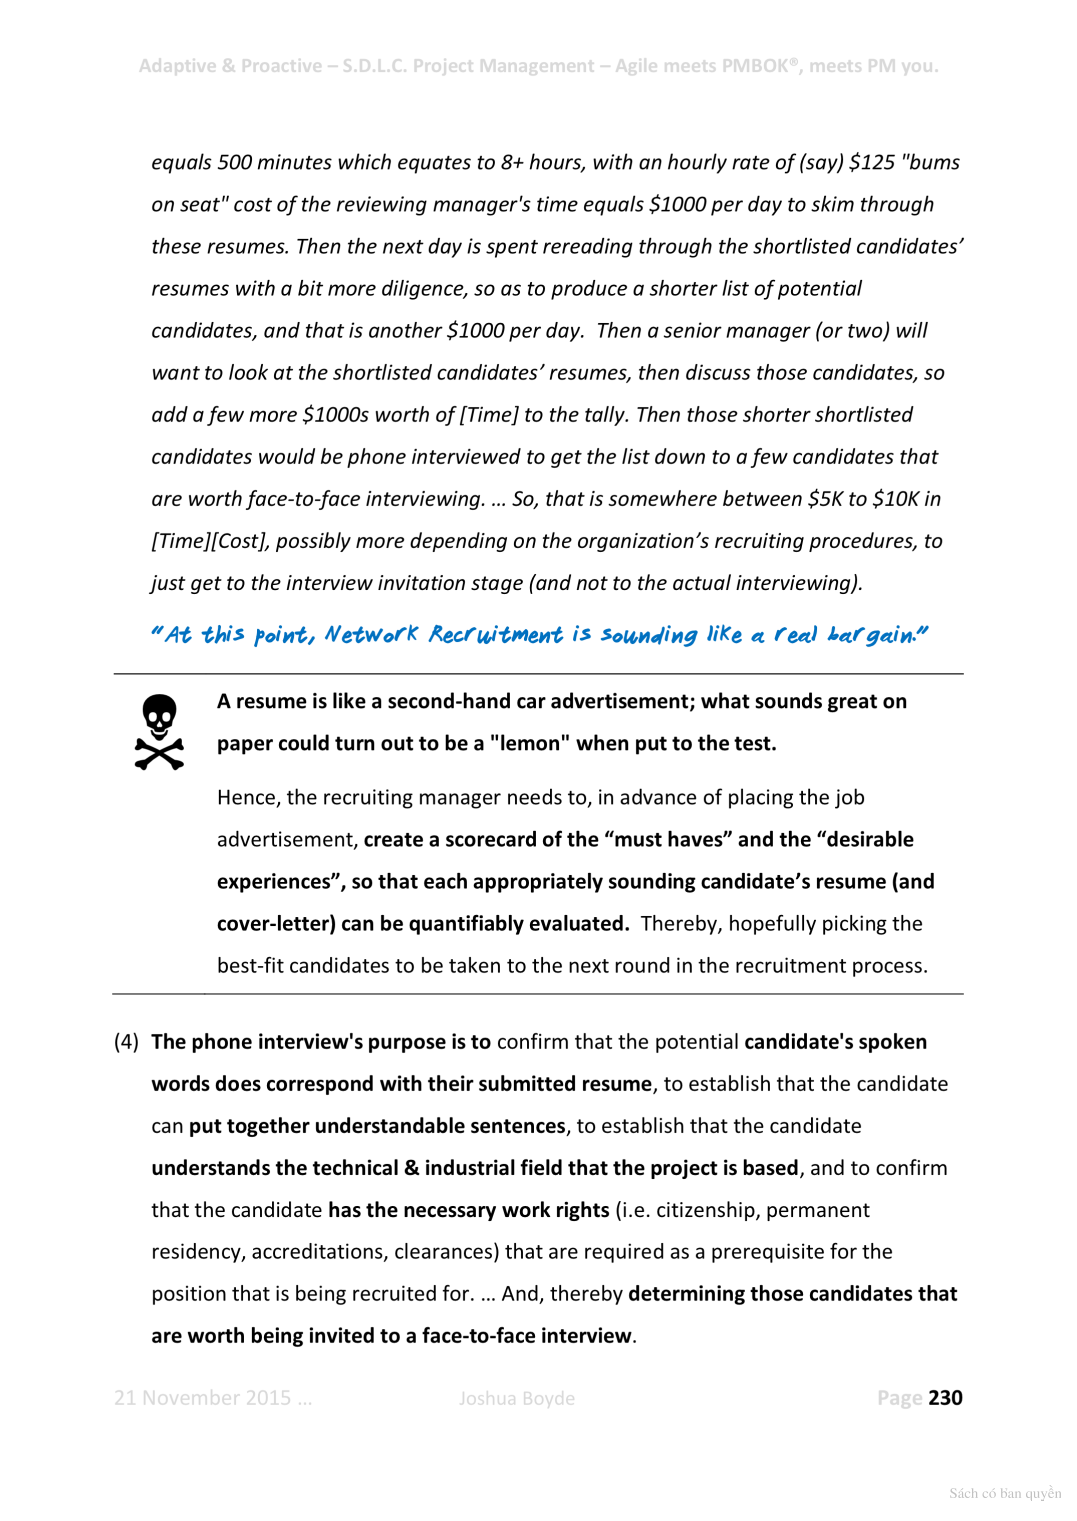 Adaptive & Proactive – S.D.L.C. Project Management – Agile meets PMBOK®, meets PM you.
equals 500 minutes which equates to 8+ hours, with an hourly rate of (say) $125 "bums
on seat" cost of the reviewing manager's time equals $1000 per day to skim through
these resumes. Then the next day is spent rereading through the shortlisted candidates’
resumes with a bit more diligence, so as to produce a shorter list of potential
candidates, and that is another $1000 per day.  Then a senior manager (or two) will
want to look at the shortlisted candidates’ resumes, then discuss those candidates, so
add a few more $1000s worth of [Time] to the tally. Then those shorter shortlisted
candidates would be phone interviewed to get the list down to a few candidates that
are worth face-to-face interviewing. … So, that is somewhere between $5K to $10K in
[Time][Cost], possibly more depending on the organization’s recruiting procedures, to
just get to the interview invitation stage (and not to the actual interviewing).
"At this point, Network Recruitment is sounding like a real bargain."
A resume is like a second-hand car advertisement; what sounds great on
paper could turn out to be a "lemon" when put to the test.
Hence, the recruiting manager needs to, in advance of placing the job
advertisement, create a scorecard of the “must haves” and the “desirable
experiences”, so that each appropriately sounding candidate’s resume (and
cover-letter) can be quantifiably evaluated.  Thereby, hopefully picking the
best-fit candidates to be taken to the next round in the recruitment process.
(4) The phone interview's purpose is to confirm that the potential candidate's spoken
words does correspond with their submitted resume, to establish that the candidate
can put together understandable sentences, to establish that the candidate
understands the technical & industrial field that the project is based, and to confirm
that the candidate has the necessary work rights (i.e. citizenship, permanent
residency, accreditations, clearances) that are required as a prerequisite for the
position that is being recruited for. … And, thereby determining those candidates that
are worth being invited to a face-to-face interview.
21 November 2015 … Joshua Boyde Page 230
Sách có bản quyền